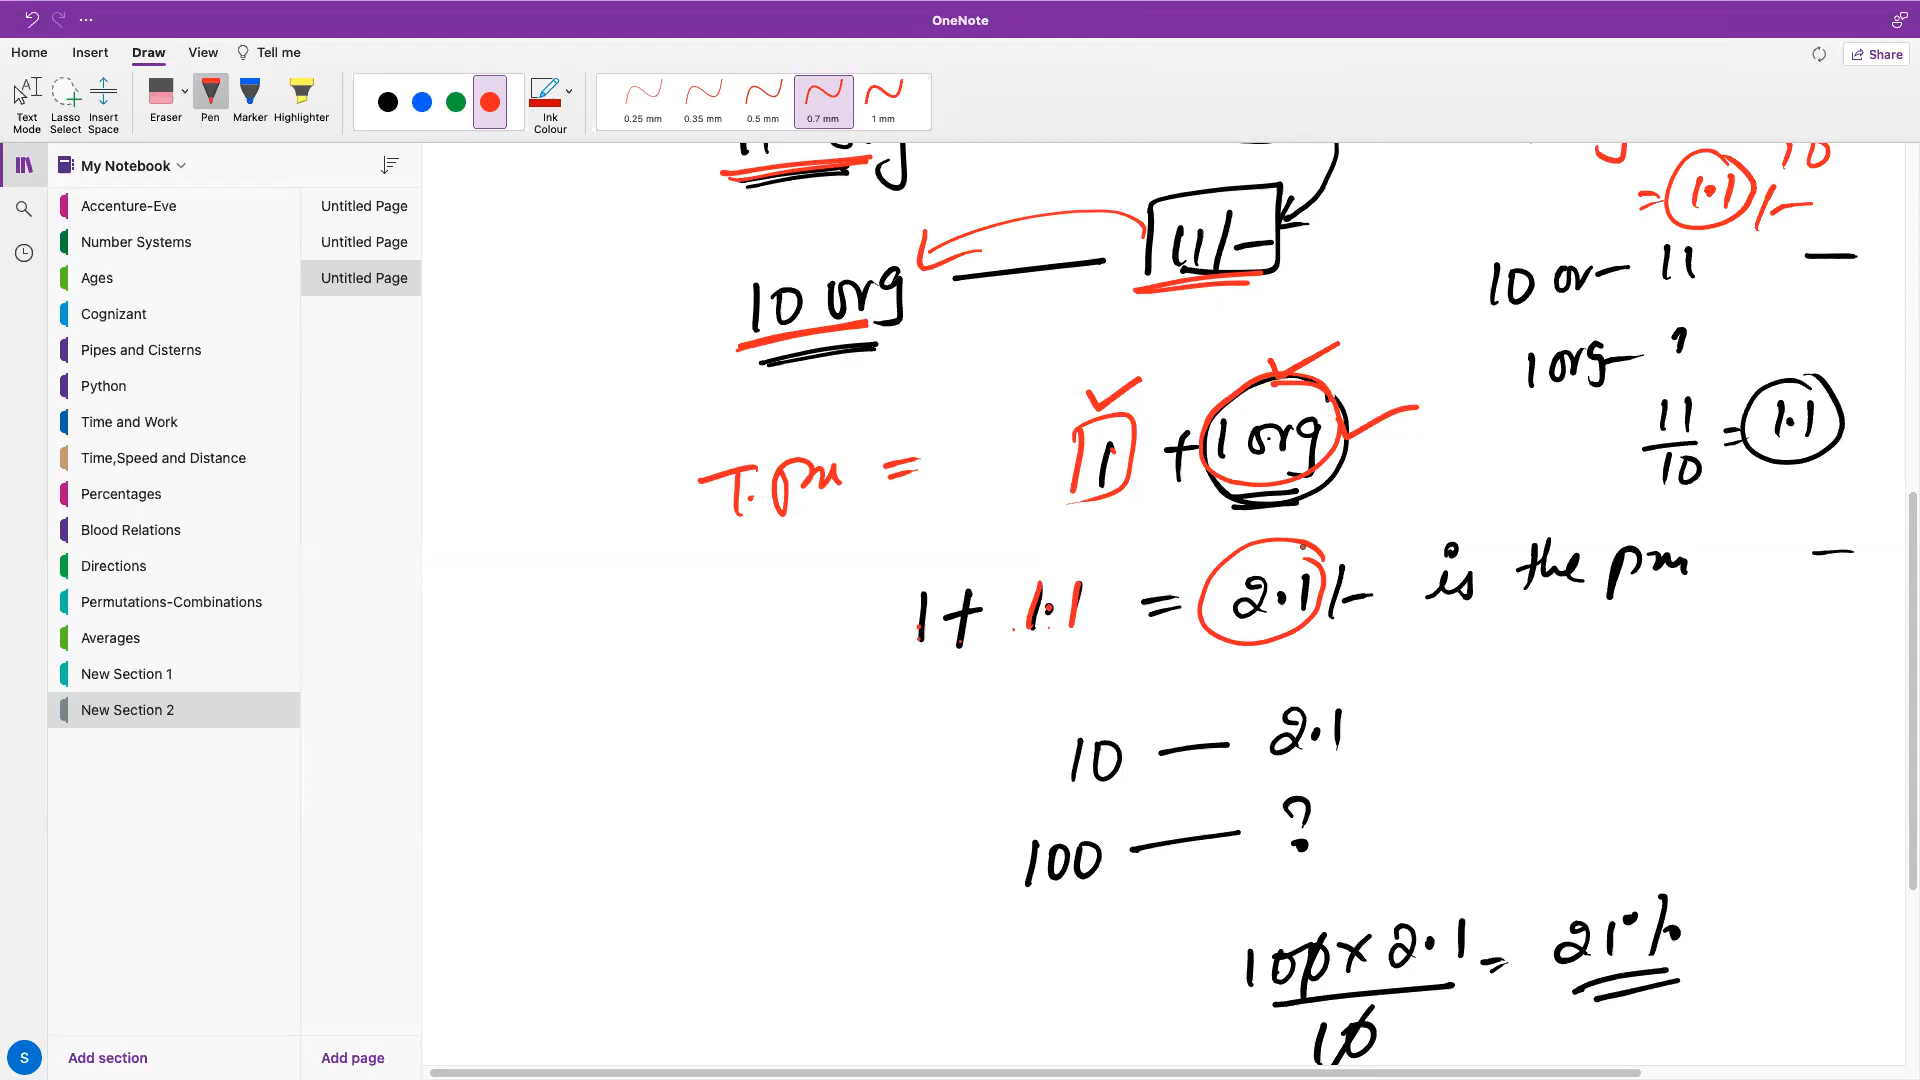 OneNote
Home Insert Draw View Tell me
Share
Text Mode
Lasso Select
Insert Space
Eraser
Pen
Marker
Highlighter
Ink Colour
0.25 mm
0.35 mm
0.5 mm
0.7 mm
1 mm
My Notebook
Accenture-Eve
Number Systems
Ages
Cognizant
Pipes and Cisterns
Python
Time and Work
Time,Speed and Distance
Percentages
Blood Relations
Directions
Permutations-Combinations
Averages
New Section 1
New Section 2
Add section
S
Untitled Page
Untitled Page
Untitled Page
Add page
10
= 1.1 /-
11/-
10 org
10 or - 11
1 org - ?
11/10 = 1.1
T. pm = 1 + 1 org
1 + 1.1 = 2.1/- is the pm
10 — 2.1
100 — ?
100 x 2.1 = 21%
10